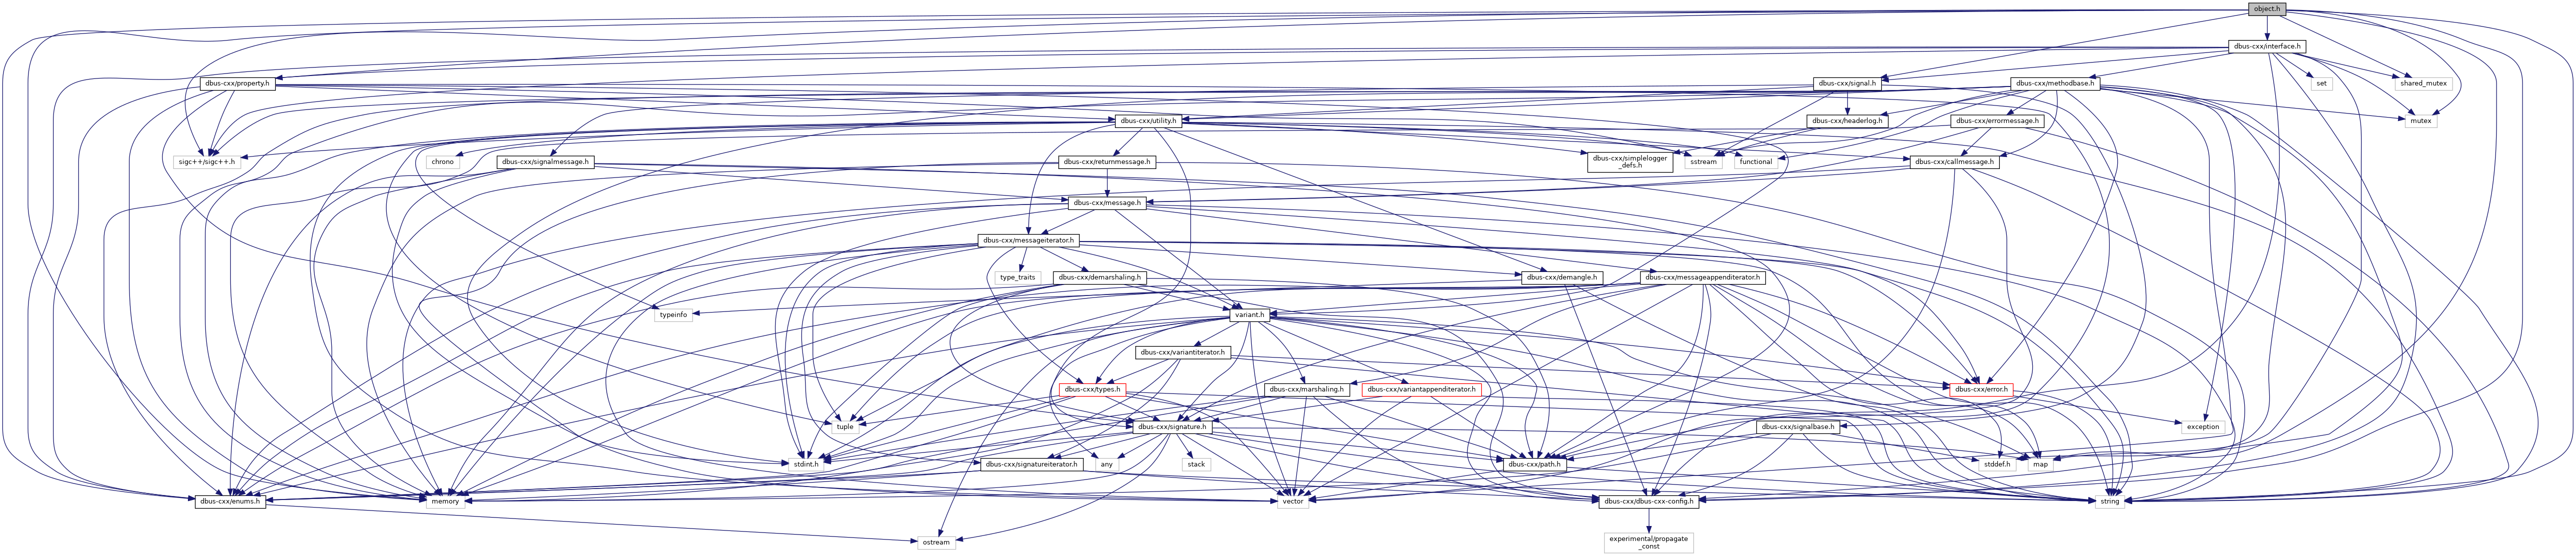 object.h
dbus-cxx/interface.h
dbus-cxx/property.h
dbus-cxx/signal.h
dbus-cxx/methodbase.h
set
shared_mutex
dbus-cxx/utility.h
dbus-cxx/headerlog.h
dbus-cxx/errormessage.h
mutex
sigc++/sigc++.h
chrono
dbus-cxx/signalmessage.h
dbus-cxx/returnmessage.h
dbus-cxx/simplelogger
_defs.h
sstream
functional
dbus-cxx/callmessage.h
dbus-cxx/message.h
dbus-cxx/messageiterator.h
type_traits
dbus-cxx/demarshaling.h
dbus-cxx/demangle.h
dbus-cxx/messageappenditerator.h
typeinfo
variant.h
dbus-cxx/variantiterator.h
dbus-cxx/types.h
dbus-cxx/marshaling.h
dbus-cxx/variantappenditerator.h
dbus-cxx/error.h
tuple
dbus-cxx/signature.h
dbus-cxx/signalbase.h
exception
stdint.h
dbus-cxx/signatureiterator.h
any
stack
dbus-cxx/path.h
stddef.h
map
dbus-cxx/enums.h
memory
vector
dbus-cxx/dbus-cxx-config.h
string
ostream
experimental/propagate
_const